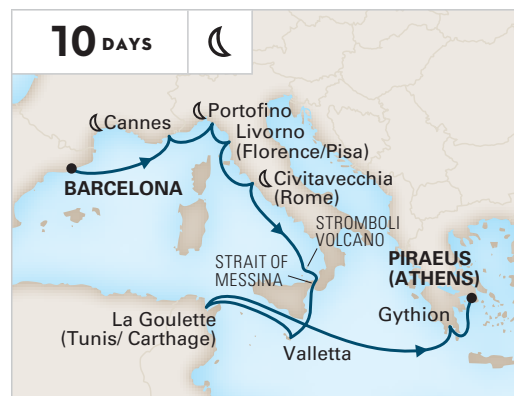 10 DAYS
Portofino
Cannes
Livorno
(Florence/Pisa)
BARCELONA
Civitavecchia
(Rome)
STROMBOLI
VOLCANO
STRAIT OF
MESSINA
PIRAEUS
(ATHENS)
La Goulette
(Tunis/ Carthage)
Gythion
Valletta